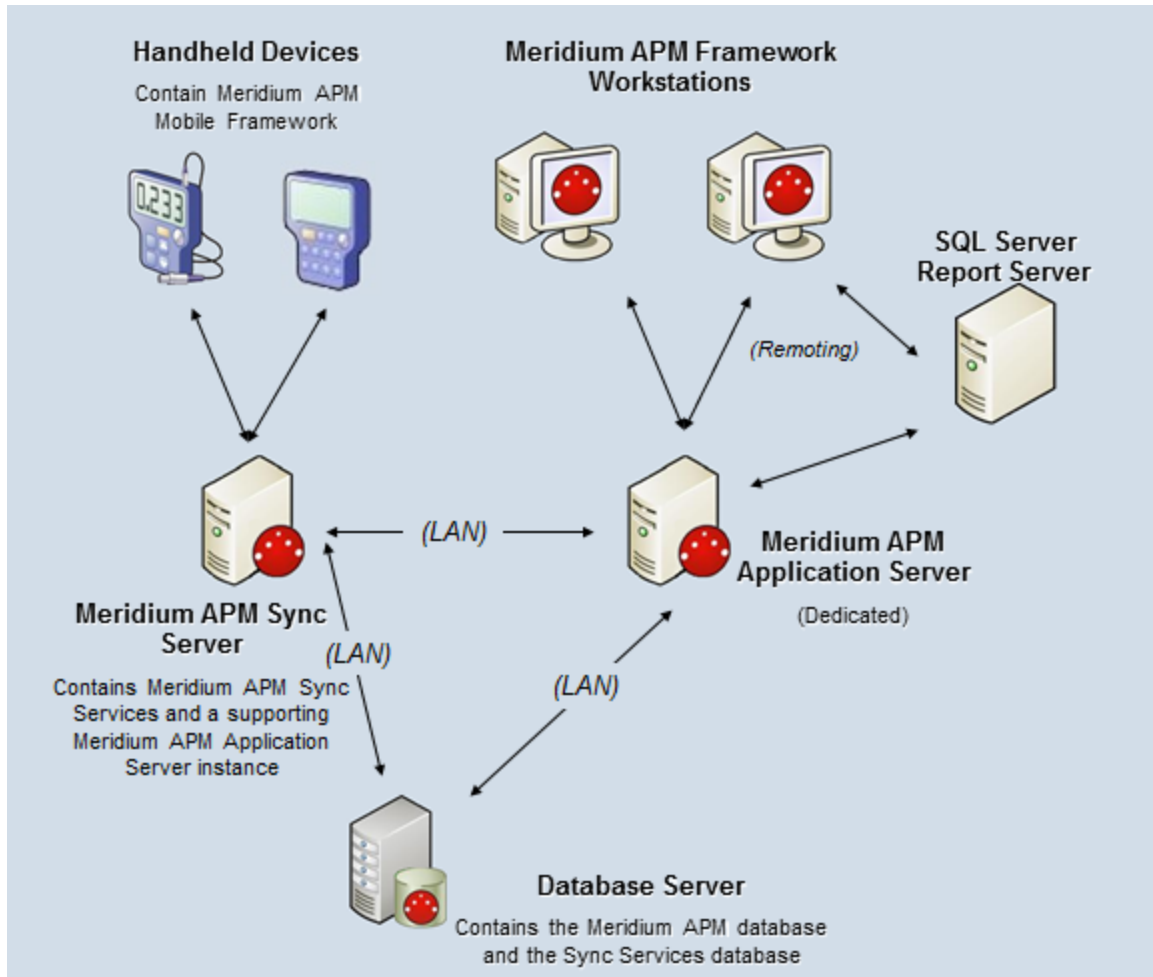 Handheld Devices
Contain Meridium APM
Mobile Framework
0.233
Meridium APM Framework
Workstations
SQL Server
Report Server
(Remoting)
(LAN)
Meridium APM
Application Server
(Dedicated)
Meridium APM Sync
Server
(LAN)
Contains Meridium APM Sync
Services and a supporting
Meridium APM Application
Server instance
(LAN)
Database Server
Contains the Meridium APM database
and the Sync Services database